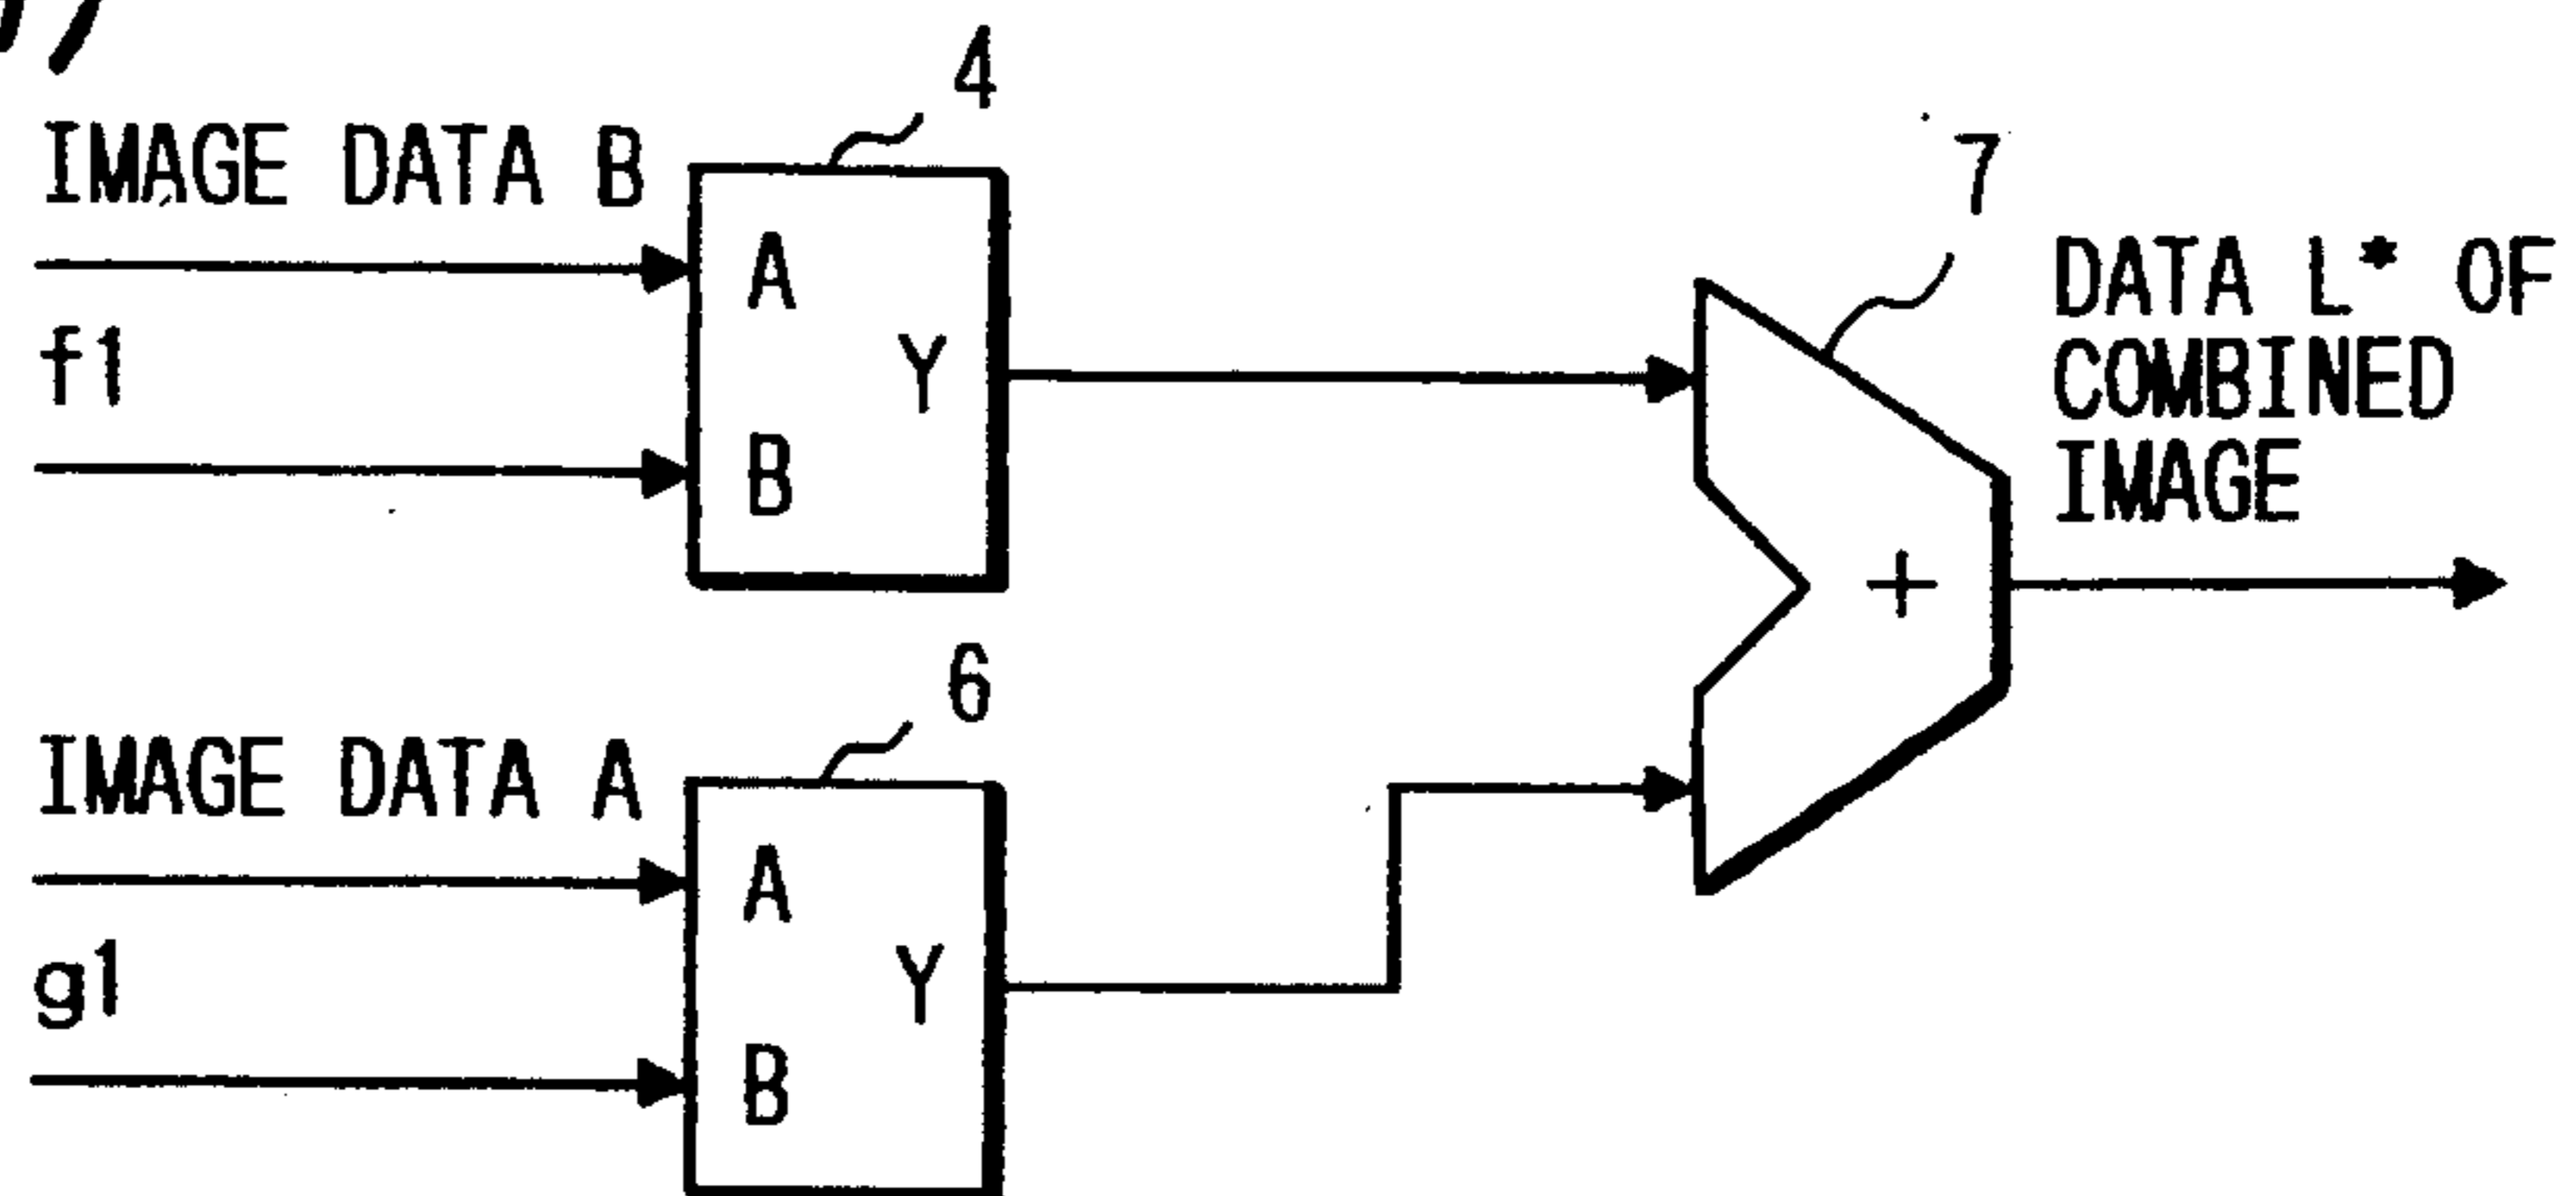 4
IMAGE DATA B
7
A
DATA L* OF
f1
Y
COMBINED
B
IMAGE
+
6
IMAGE DATA A
A
g1
Y
B